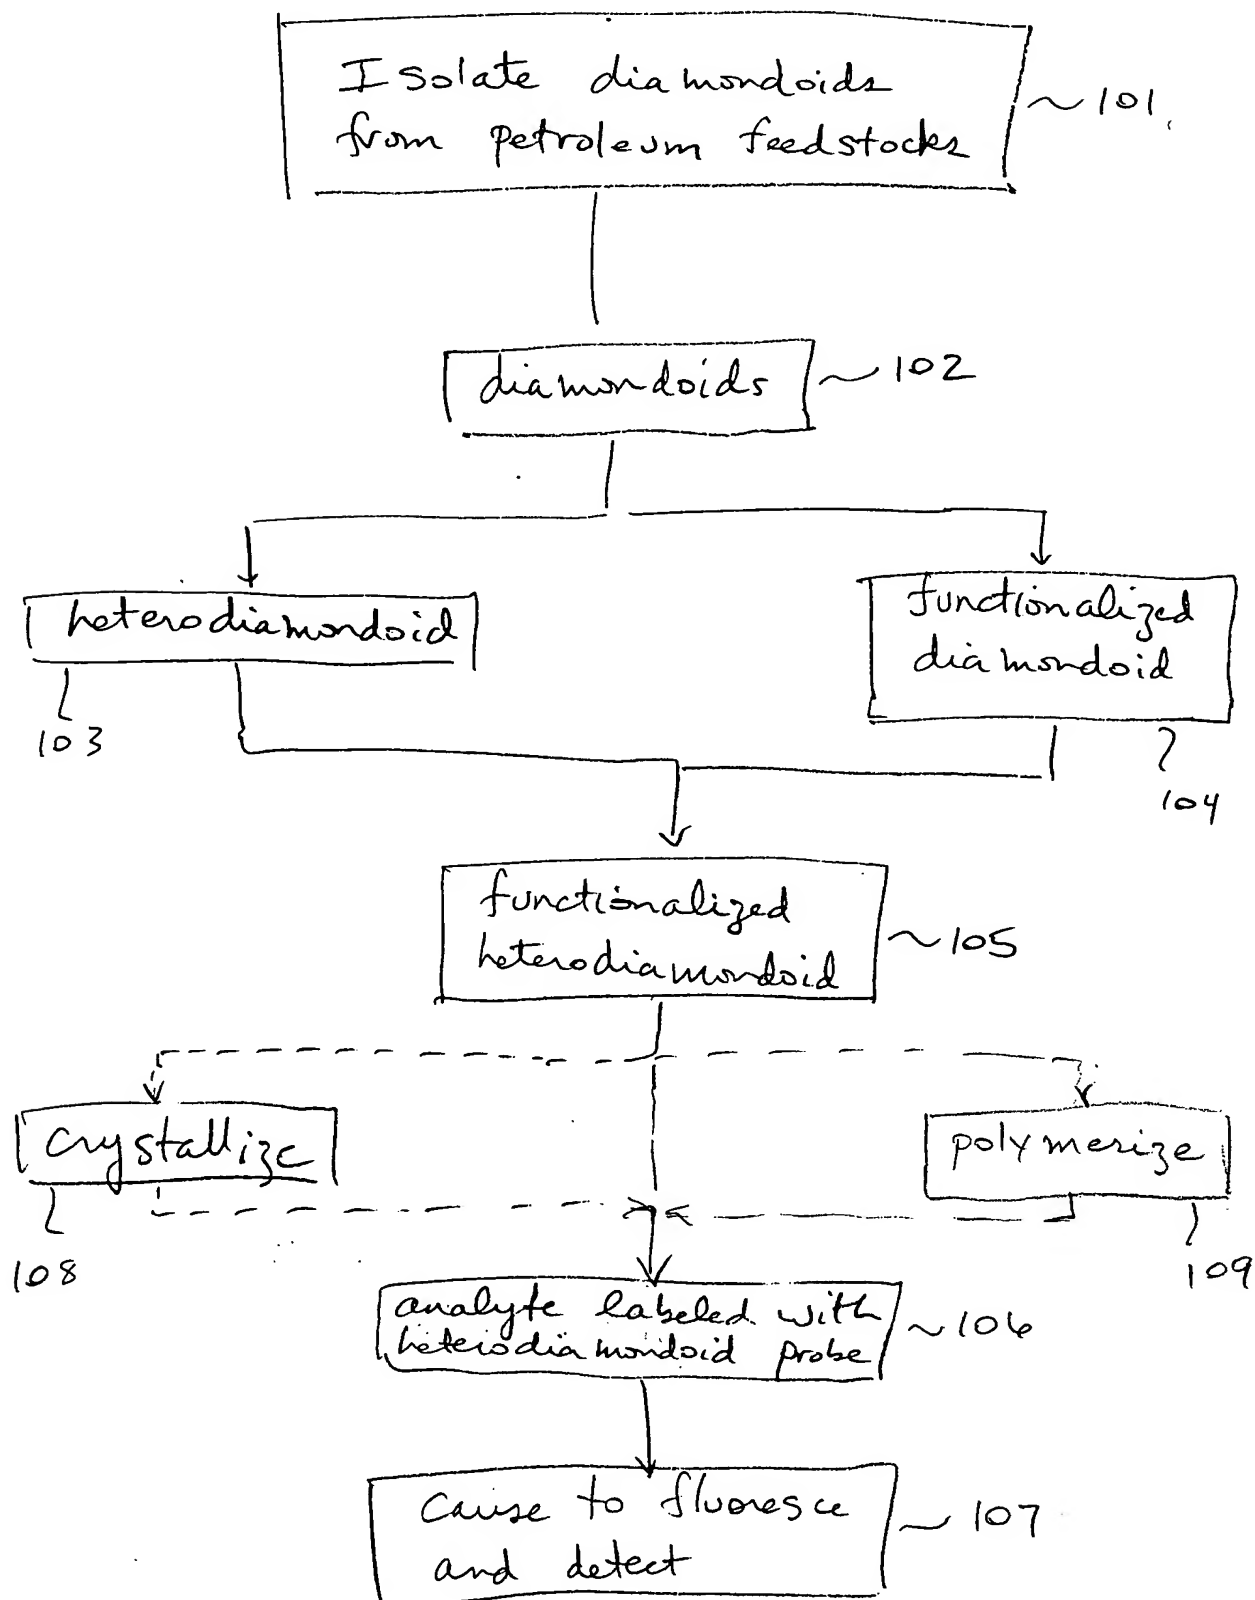 Isolate diamondoids
from petroleum feedstocks
101
diamondoids
102
heterodiamondoid
103
functionalized
diamondoid
104
functionalized
heterodiamondoid
105
crystallize
108
polymerize
109
analyte labeled with
heterodiamondoid probe
106
cause to fluoresce
and detect
107